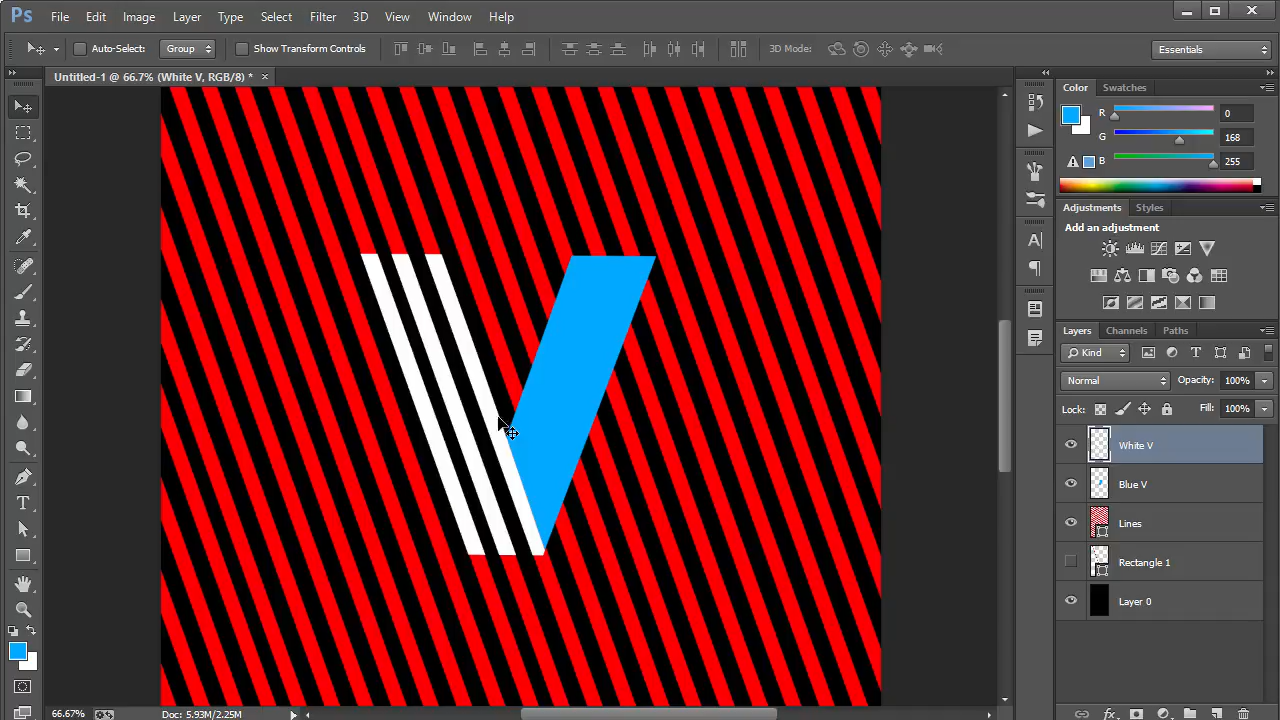 Ps File Edit Image Layer Type Select Filter 3D View Window Help
Auto-Select: Group Show Transform Controls 3D Mode: Essentials
Untitled-1 @ 66.7% (White V, RGB/8) *
Color Swatches
R 0
G 168
B 255
Adjustments Styles
Add an adjustment
Layers Channels Paths
Kind
Normal Opacity: 100%
Lock: Fill: 100%
White V
Blue V
Lines
Rectangle 1
Layer 0
66.67% Doc: 5.93M/2.25M